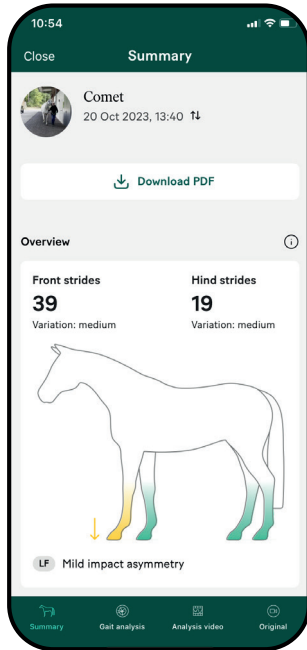 10:54
Close Summary
Comet
20 Oct 2023, 13:40
Download PDF
Overview
Front strides Hind strides
39 19
Variation: medium Variation: medium
LF Mild impact asymmetry
Summary Gait analysis Analysis video Original